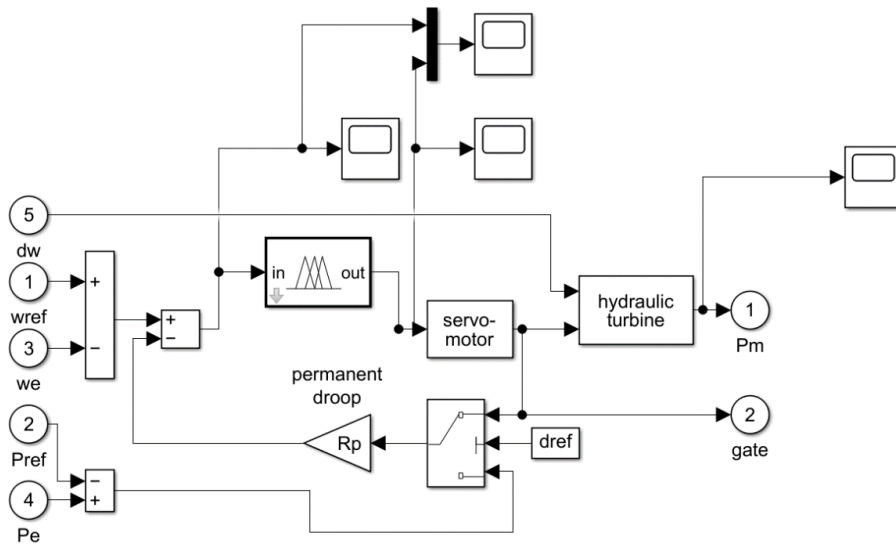 5
dw
1
wref
3
we
2
Pref
4
Pe
+
−
+
−
−
+
in
out
servo-
motor
hydraulic
turbine
permanent
droop
Rp
dref
1
Pm
2
gate